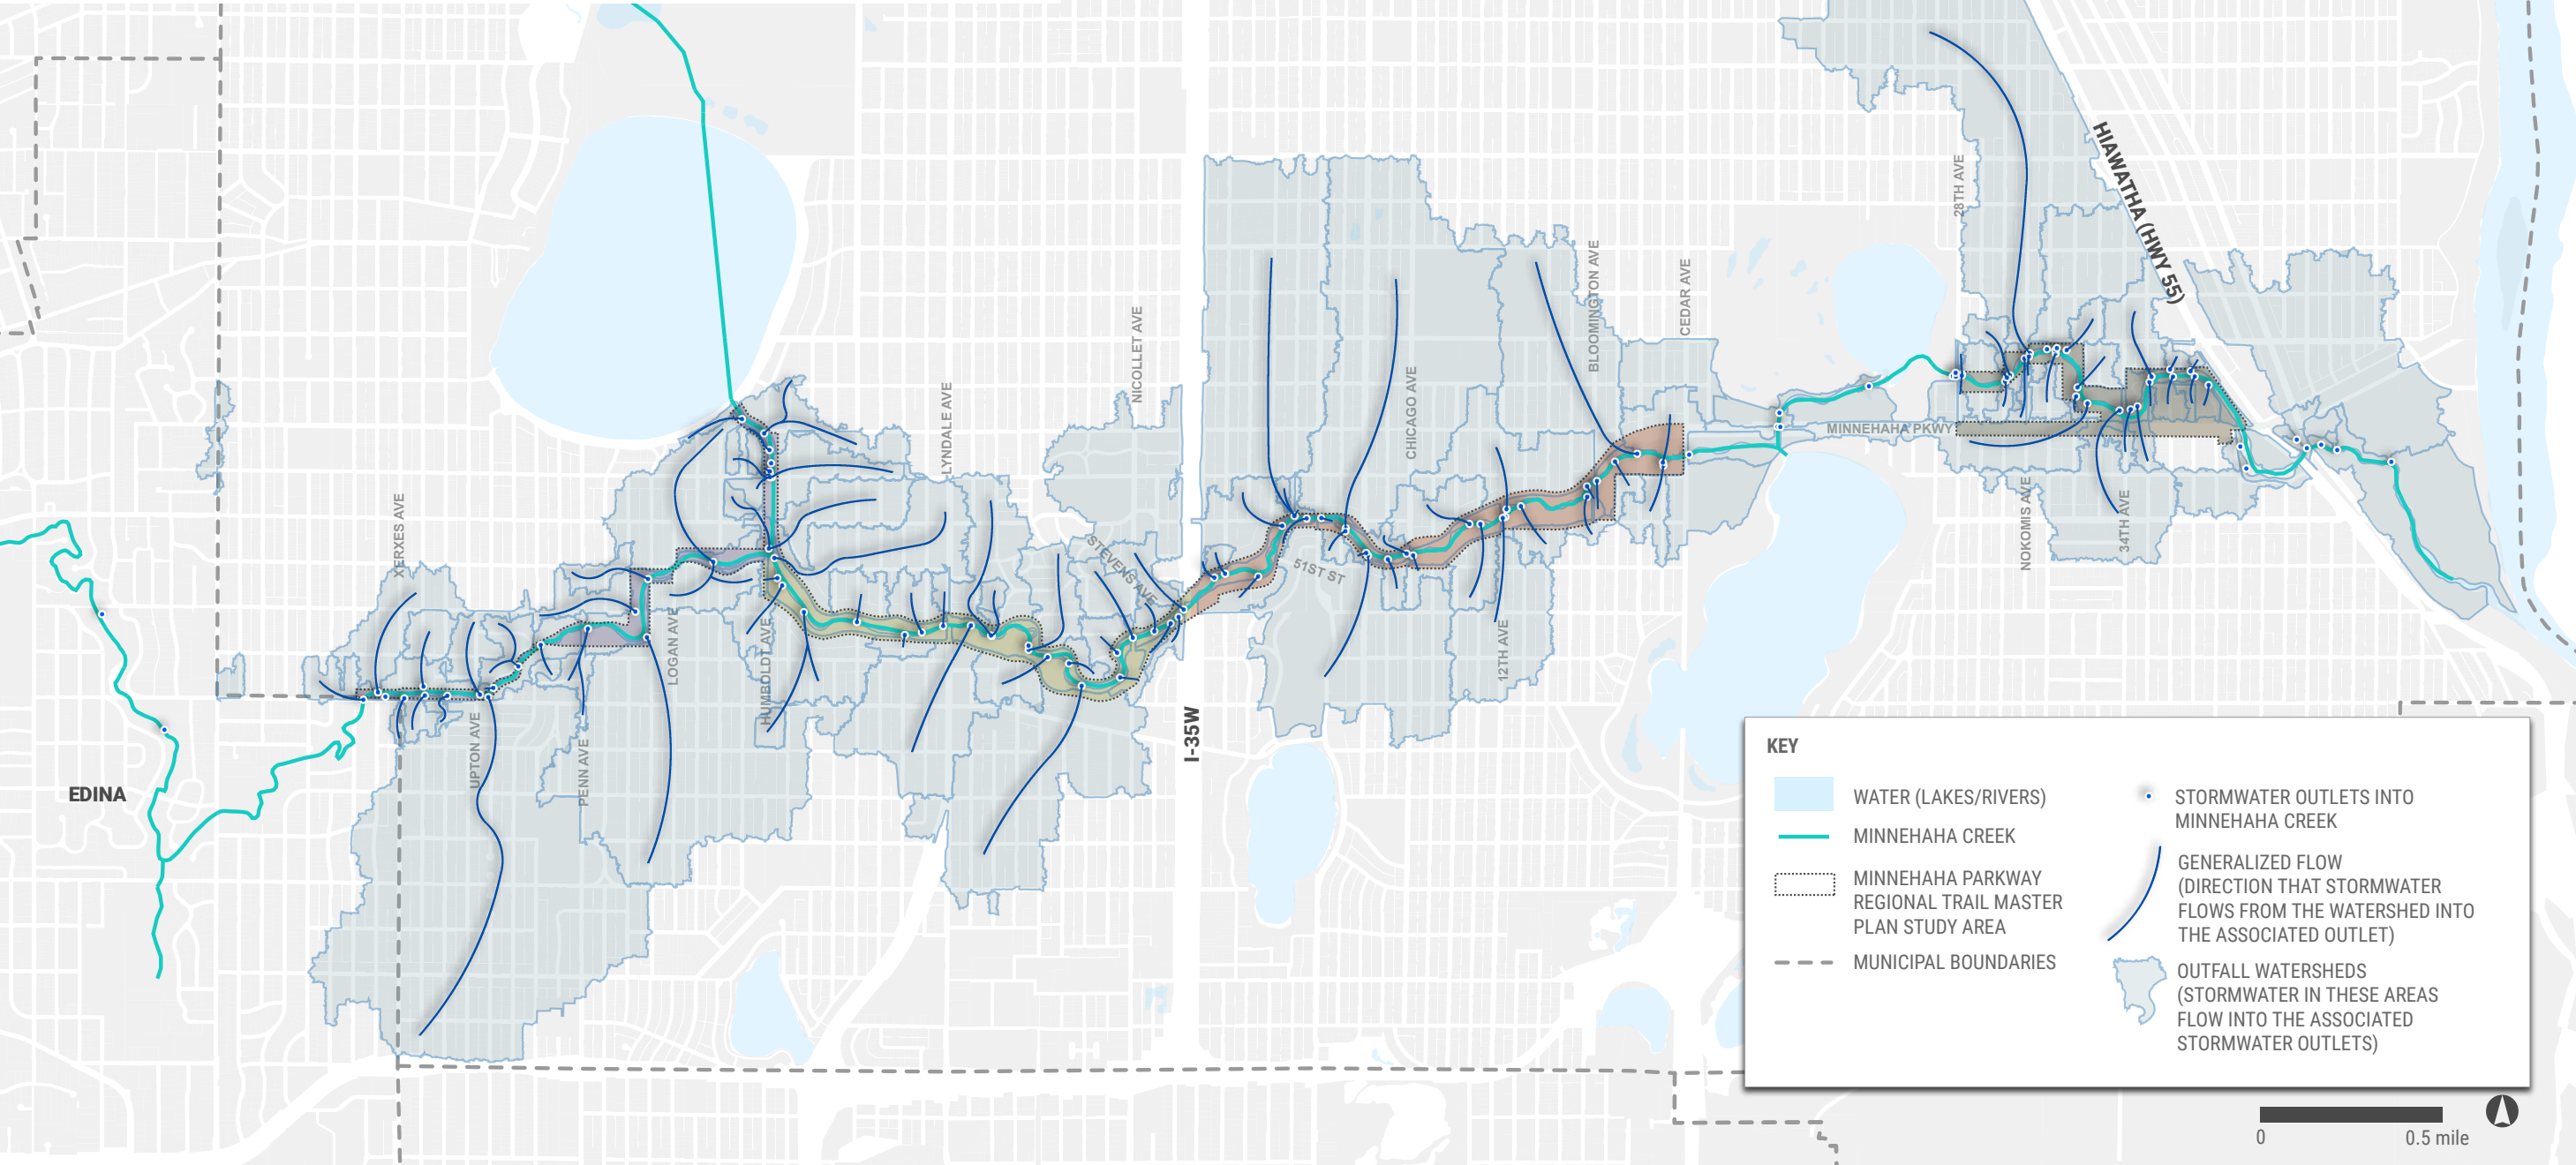 HIAWATHA (HWY 55)
28TH AVE
BLOOMINGTON AVE
CEDAR AVE
NICOLLET AVE
CHICAGO AVE
LYNDALE AVE
MINNEHAHA PKWY
XERXES AVE
STEVENS AVE
51ST ST
NOKOMIS AVE
34TH AVE
LOGAN AVE
HUMBOLDT AVE
12TH AVE
UPTON AVE
PENN AVE
I-35W
EDINA
KEY
WATER (LAKES/RIVERS)
MINNEHAHA CREEK
MINNEHAHA PARKWAY
REGIONAL TRAIL MASTER
PLAN STUDY AREA
MUNICIPAL BOUNDARIES
STORMWATER OUTLETS INTO
MINNEHAHA CREEK
GENERALIZED FLOW
(DIRECTION THAT STORMWATER
FLOWS FROM THE WATERSHED INTO
THE ASSOCIATED OUTLET)
OUTFALL WATERSHEDS
(STORMWATER IN THESE AREAS
FLOW INTO THE ASSOCIATED
STORMWATER OUTLETS)
0 0.5 mile